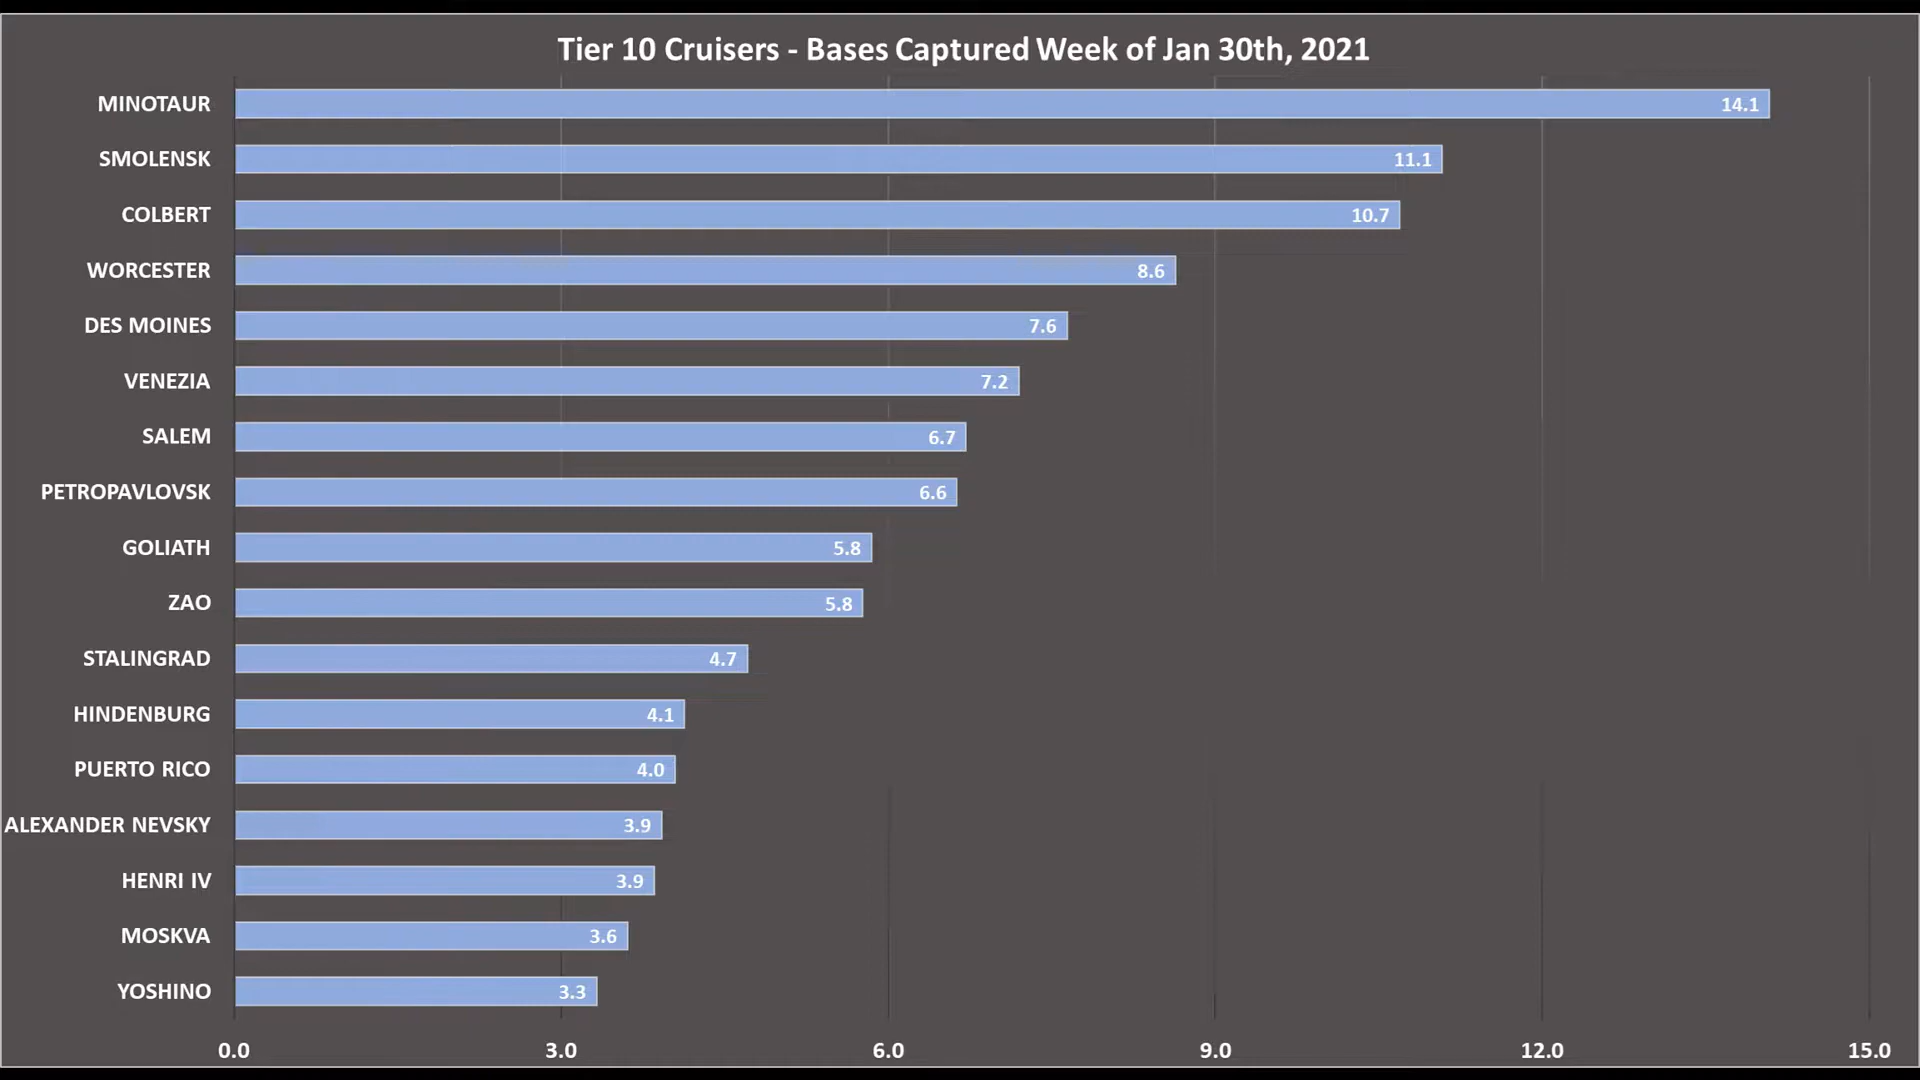 Tier 10 Cruisers - Bases Captured Week of Jan 30th, 2021
MINOTAUR 14.1
SMOLENSK 11.1
COLBERT 10.7
WORCESTER 8.6
DES MOINES 7.6
VENEZIA 7.2
SALEM 6.7
PETROPAVLOVSK 6.6
GOLIATH 5.8
ZAO 5.8
STALINGRAD 4.7
HINDENBURG 4.1
PUERTO RICO 4.0
ALEXANDER NEVSKY 3.9
HENRI IV 3.9
MOSKVA 3.6
YOSHINO 3.3
0.0 3.0 6.0 9.0 12.0 15.0